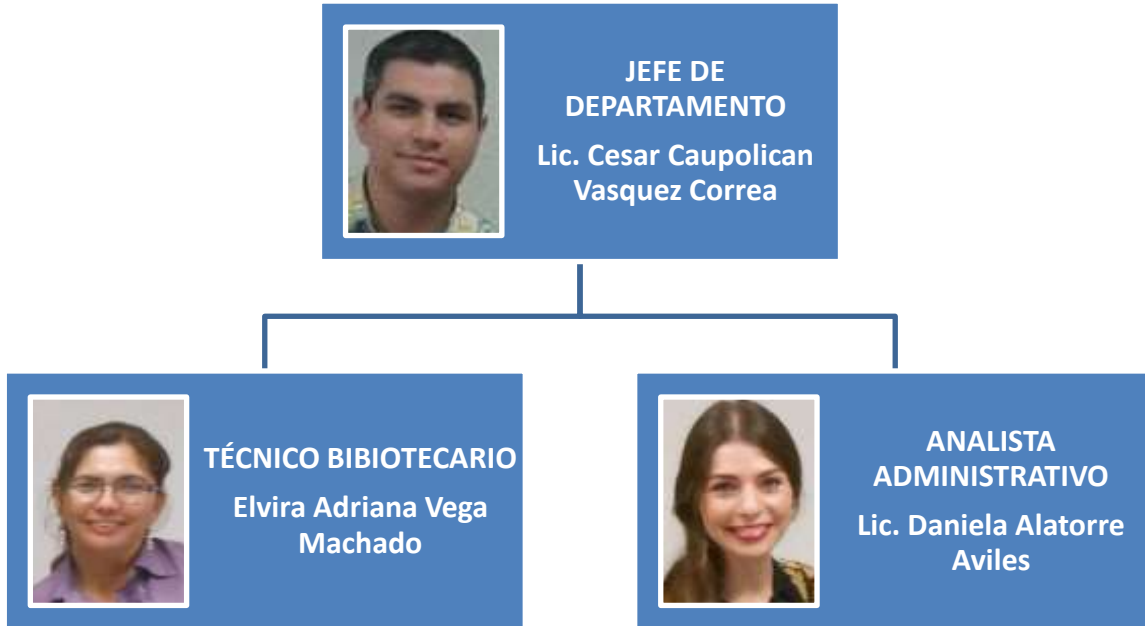 JEFE DE
DEPARTAMENTO
Lic. Cesar Caupolican
Vasquez Correa
TÉCNICO BIBIOTECARIO
Elvira Adriana Vega
Machado
ANALISTA
ADMINISTRATIVO
Lic. Daniela Alatorre
Aviles